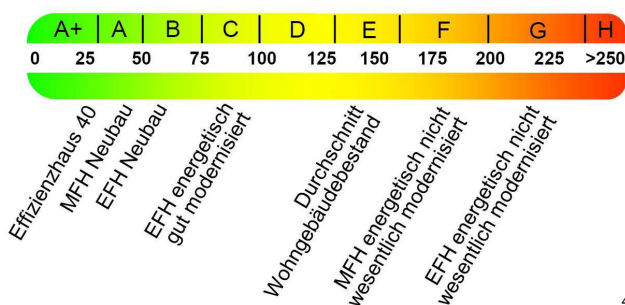 A+ A B C D E F G H
0 25 50 75 100 125 150 175 200 225 >250
Effizienzhaus 40
MFH Neubau
EFH Neubau
EFH energetisch
gut modernisiert
Durchschnitt
Wohngebäudebestand
MFH energetisch nicht
wesentlich modernisiert
EFH energetisch nicht
wesentlich modernisiert